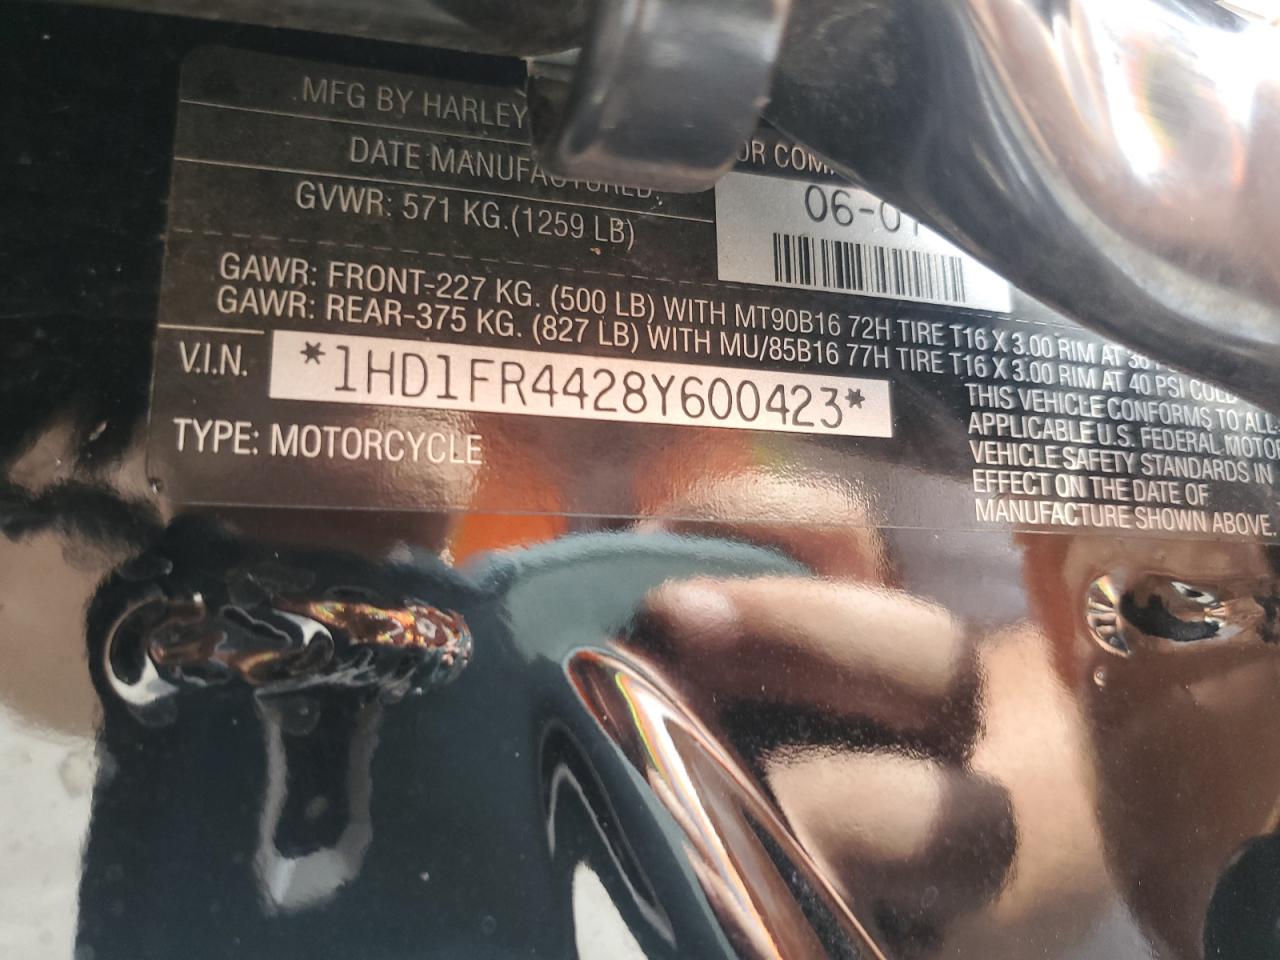 MFG BY HARLEY OR COM
DATE MANUFACTURED: 06-01
GVWR: 571 KG.(1259 LB)
GAWR: FRONT-227 KG. (500 LB) WITH MT90B16 72H TIRE T16 X 3.00 RIM AT 36
GAWR: REAR-375 KG. (827 LB) WITH MU/85B16 77H TIRE T16 X 3.00 RIM AT 40 PSI COLD
V.I.N. *1HD1FR4428Y600423*
TYPE: MOTORCYCLE
THIS VEHICLE CONFORMS TO ALL
APPLICABLE U.S. FEDERAL MOTOR
VEHICLE SAFETY STANDARDS IN
EFFECT ON THE DATE OF
MANUFACTURE SHOWN ABOVE.